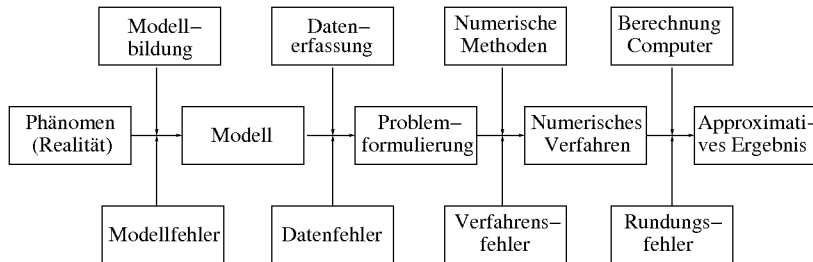 Modell–
bildung
Daten–
erfassung
Numerische
Methoden
Berechnung
Computer
Phänomen
(Realität)
Modell
Problem–
formulierung
Numerisches
Verfahren
Approximati–
ves Ergebnis
Modellfehler
Datenfehler
Verfahrens–
fehler
Rundungs–
fehler